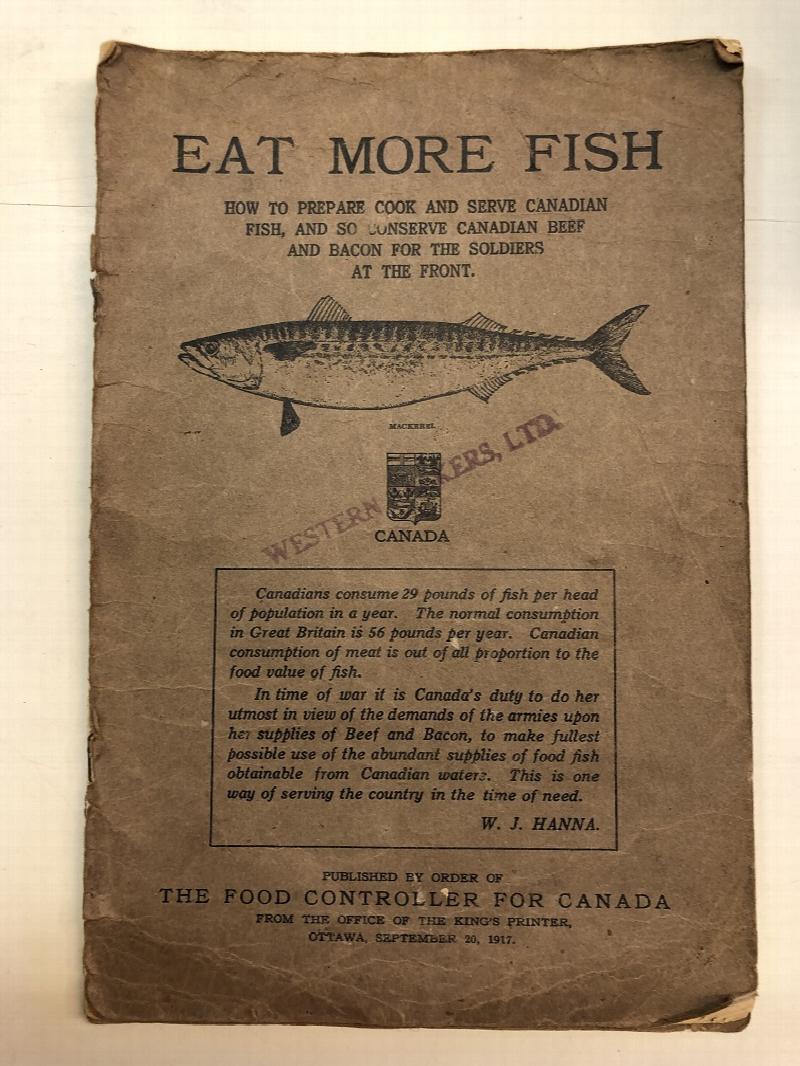 EAT MORE FISH
HOW TO PREPARE COOK AND SERVE CANADIAN
FISH, AND SO CONSERVE CANADIAN BEEF
AND BACON FOR THE SOLDIERS
AT THE FRONT.
MACKEREL
WESTERN KERS, LTD.
CANADA
Canadians consume 29 pounds of fish per head
of population in a year. The normal consumption
in Great Britain is 56 pounds per year. Canadian
consumption of meat is out of all proportion to the
food value of fish.
In time of war it is Canada's duty to do her
utmost in view of the demands of the armies upon
her supplies of Beef and Bacon, to make fullest
possible use of the abundant supplies of food fish
obtainable from Canadian waters. This is one
way of serving the country in the time of need.
W. J. HANNA.
PUBLISHED BY ORDER OF
THE FOOD CONTROLLER FOR CANADA
FROM THE OFFICE OF THE KING'S PRINTER,
OTTAWA, SEPTEMBER 20, 1917.